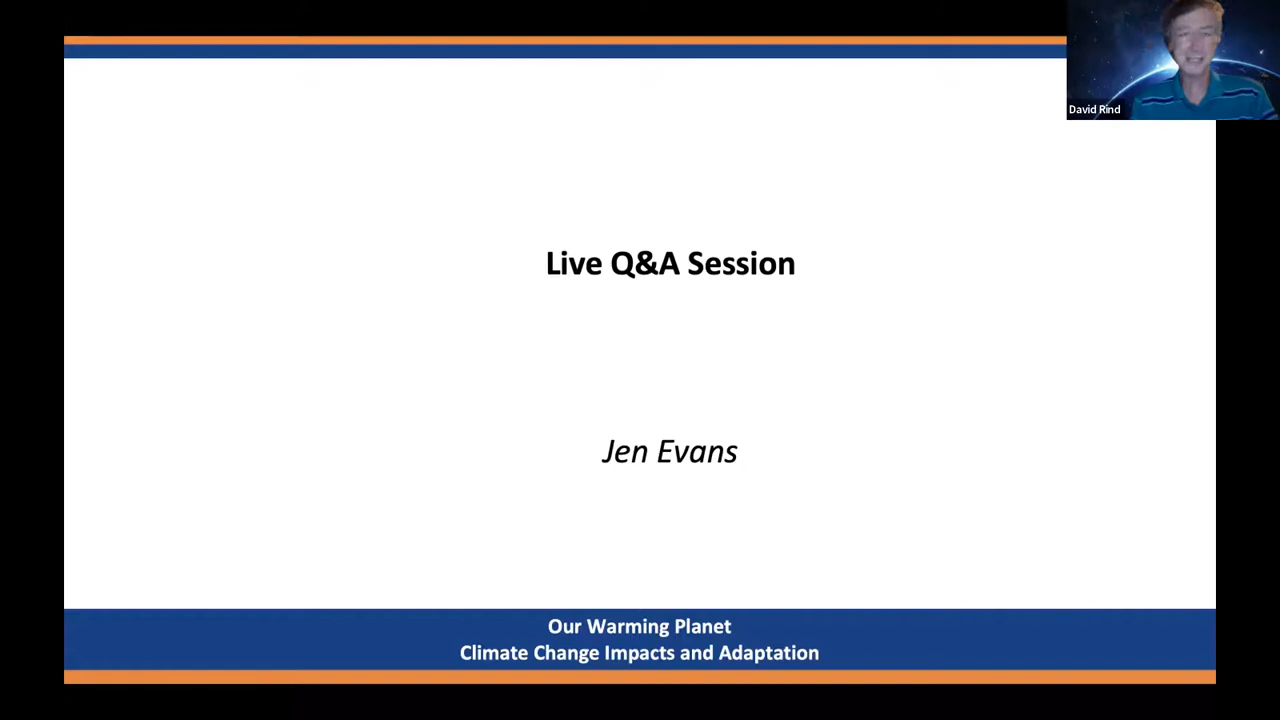 David Rind
Live Q&A Session
Jen Evans
Our Warming Planet
Climate Change Impacts and Adaptation